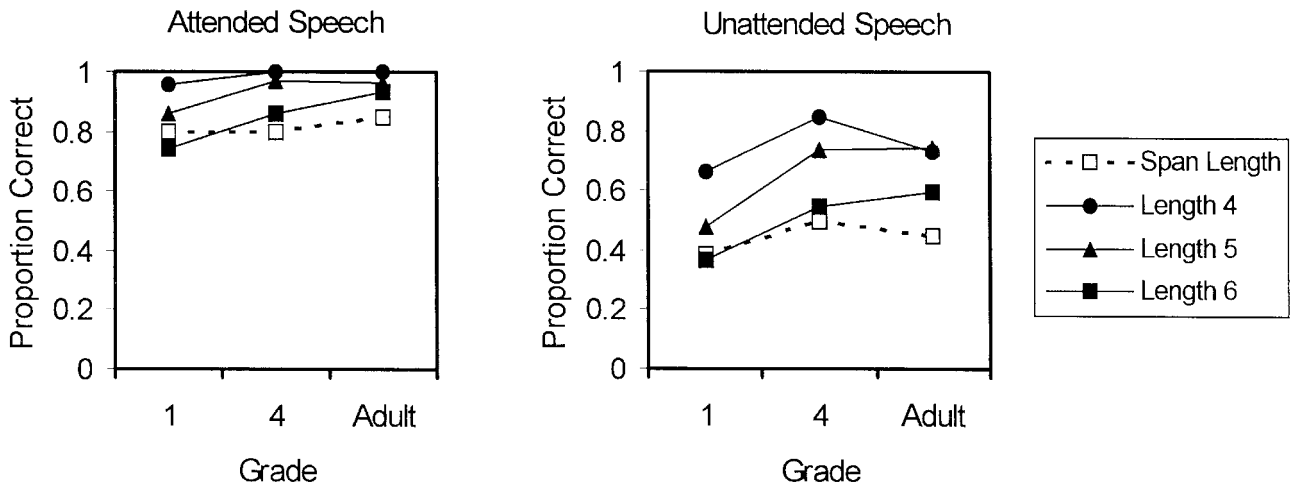 Attended Speech
Proportion Correct
1
0.8
0.6
0.4
0.2
0
1 4 Adult
Grade
Unattended Speech
Proportion Correct
1
0.8
0.6
0.4
0.2
0
1 4 Adult
Grade
Span Length
Length 4
Length 5
Length 6